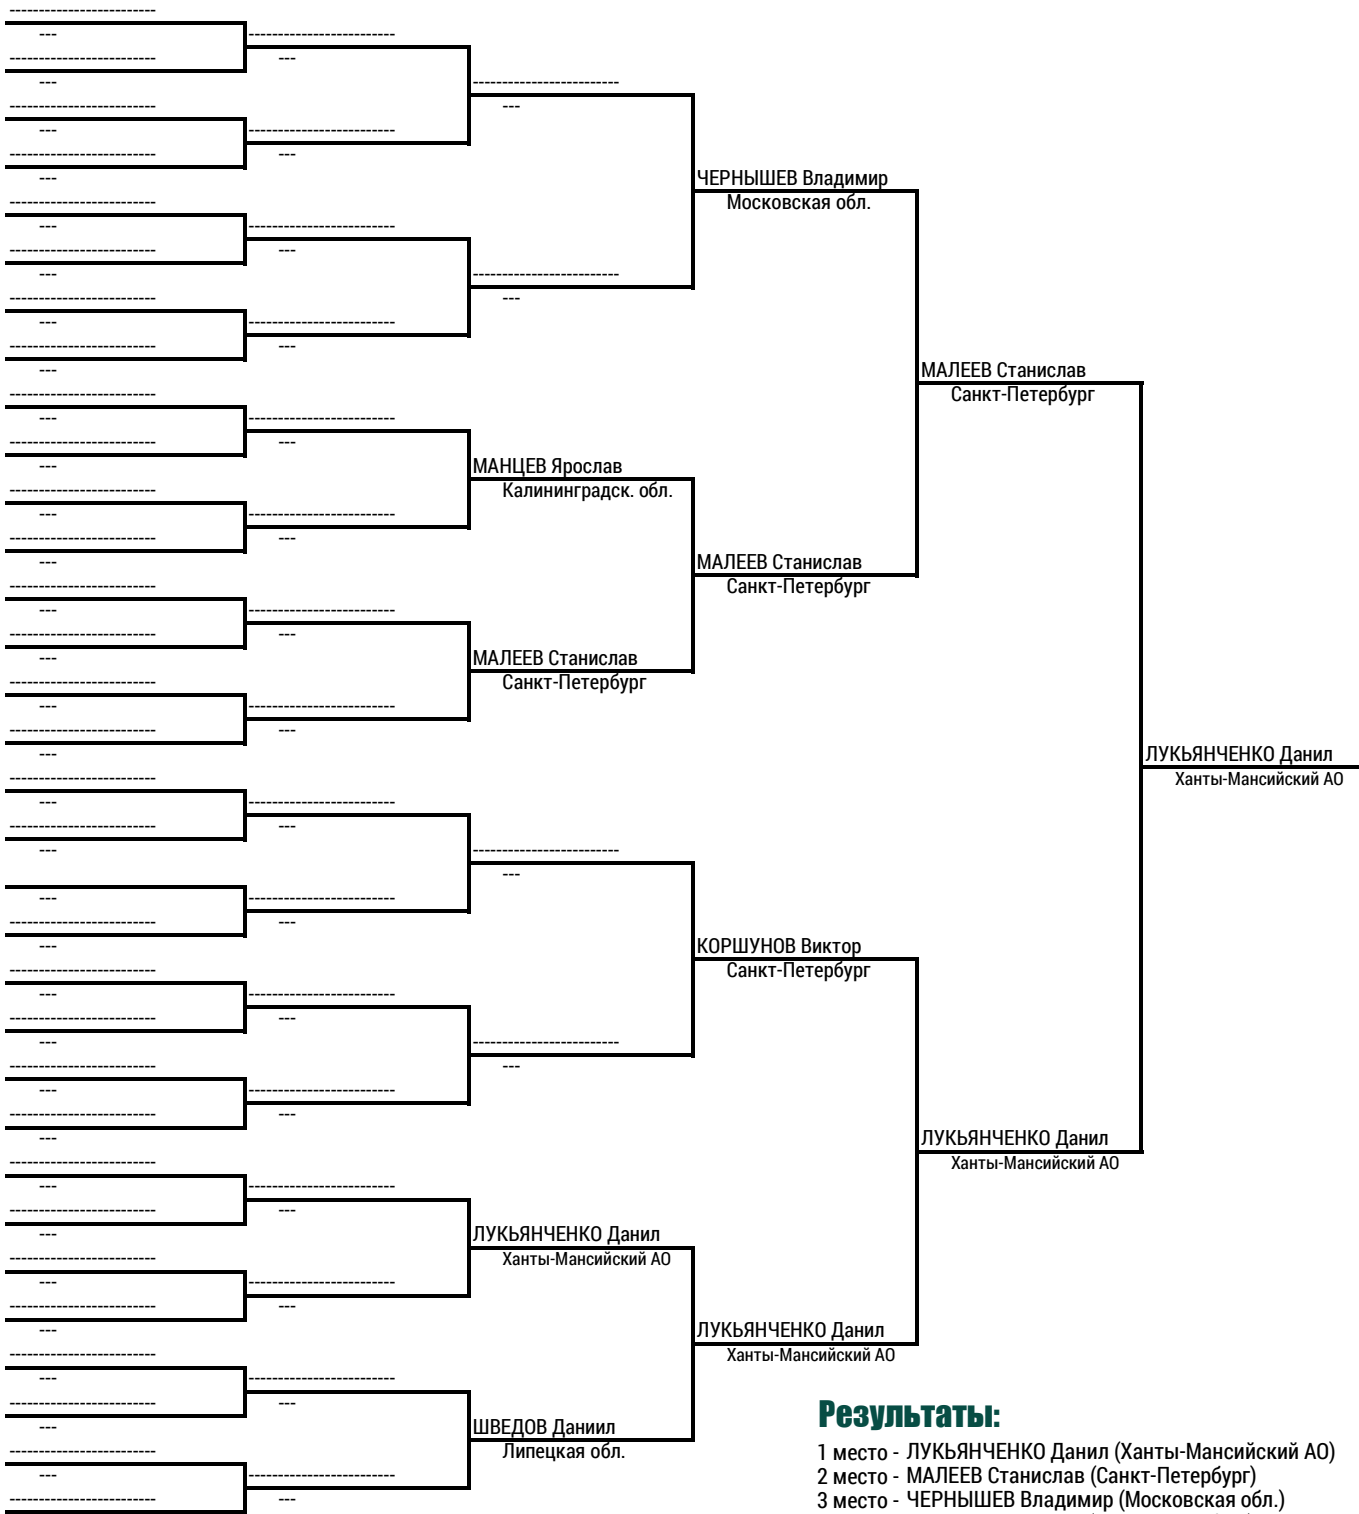 ЧЕРНЫШЕВ Владимир
Московская обл.
МАЛЕЕВ Станислав
Санкт-Петербург
МАНЦЕВ Ярослав
Калининградск. обл.
МАЛЕЕВ Станислав
Санкт-Петербург
МАЛЕЕВ Станислав
Санкт-Петербург
ЛУКЬЯНЧЕНКО Данил
Ханты-Мансийский АО
КОРШУНОВ Виктор
Санкт-Петербург
ЛУКЬЯНЧЕНКО Данил
Ханты-Мансийский АО
ЛУКЬЯНЧЕНКО Данил
Ханты-Мансийский АО
ЛУКЬЯНЧЕНКО Данил
Ханты-Мансийский АО
ШВЕДОВ Даниил
Липецкая обл.
Результаты:
1 место - ЛУКЬЯНЧЕНКО Данил (Ханты-Мансийский АО)
2 место - МАЛЕЕВ Станислав (Санкт-Петербург)
3 место - ЧЕРНЫШЕВ Владимир (Московская обл.)